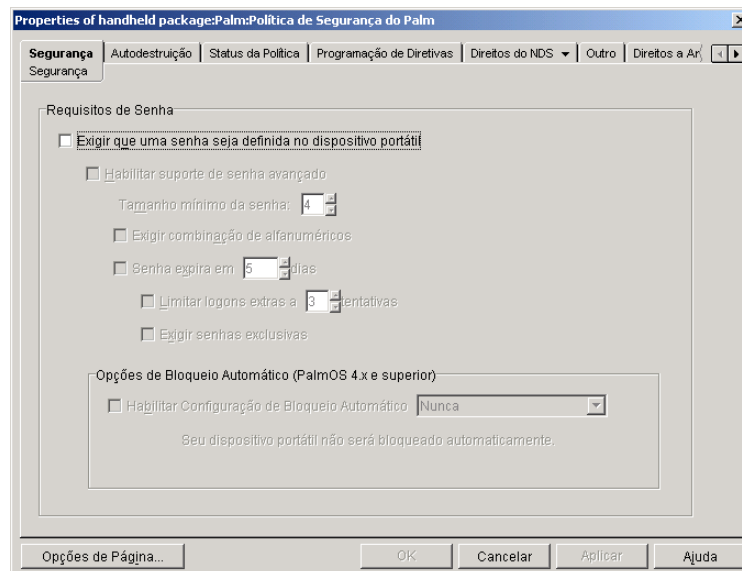 Properties of handheld package:Palm:Política de Segurança do Palm
Segurança Autodestruição Status da Política Programação de Diretivas Direitos do NDS Outro Direitos a Ar
Segurança
Requisitos de Senha
Exigir que uma senha seja definida no dispositivo portátil
Habilitar suporte de senha avançado
Tamanho mínimo da senha: 4
Exigir combinação de alfanuméricos
Senha expira em 5 dias
Limitar logons extras a 3 tentativas
Exigir senhas exclusivas
Opções de Bloqueio Automático (PalmOS 4.x e superior)
Habilitar Configuração de Bloqueio Automático Nunca
Seu dispositivo portátil não será bloqueado automaticamente.
Opções de Página... OK Cancelar Aplicar Ajuda